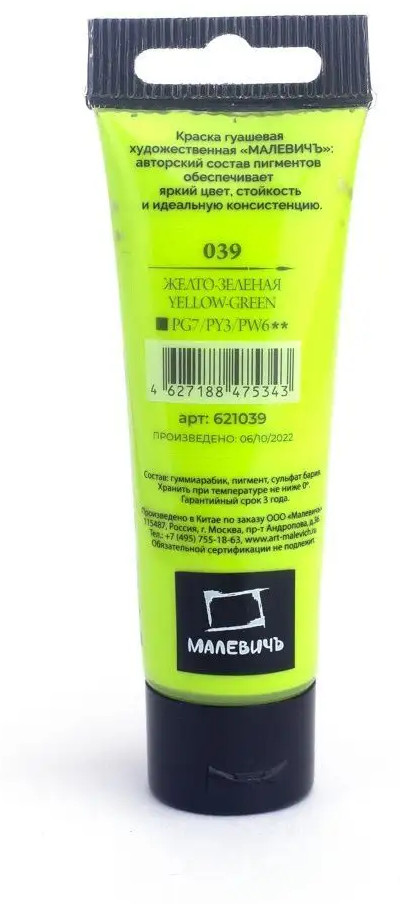 Краска гуашевая
художественная «МАЛЕВИЧЪ»:
авторский состав пигментов
обеспечивает
яркий цвет, стойкость
и идеальную консистенцию.
039
ЖЕЛТО-ЗЕЛЕНАЯ
YELLOW-GREEN
■ PG7/PY3/PW6**
4 627188 475343
арт: 621039
ПРОИЗВЕДЕНО: 06/10/2022
Состав: гуммиарабик, пигмент, сульфат бария.
Хранить при температуре не ниже 0°.
Гарантийный срок 3 года.
Произведено в Китае по заказу ООО «Малевичъ»
115487, Россия, г. Москва, пр-т Андропова, д.36
Тел.: +7 (495) 755-18-63, www.art-malevich.ru
Обязательной сертификации не подлежит.
МАЛЕВИЧЪ